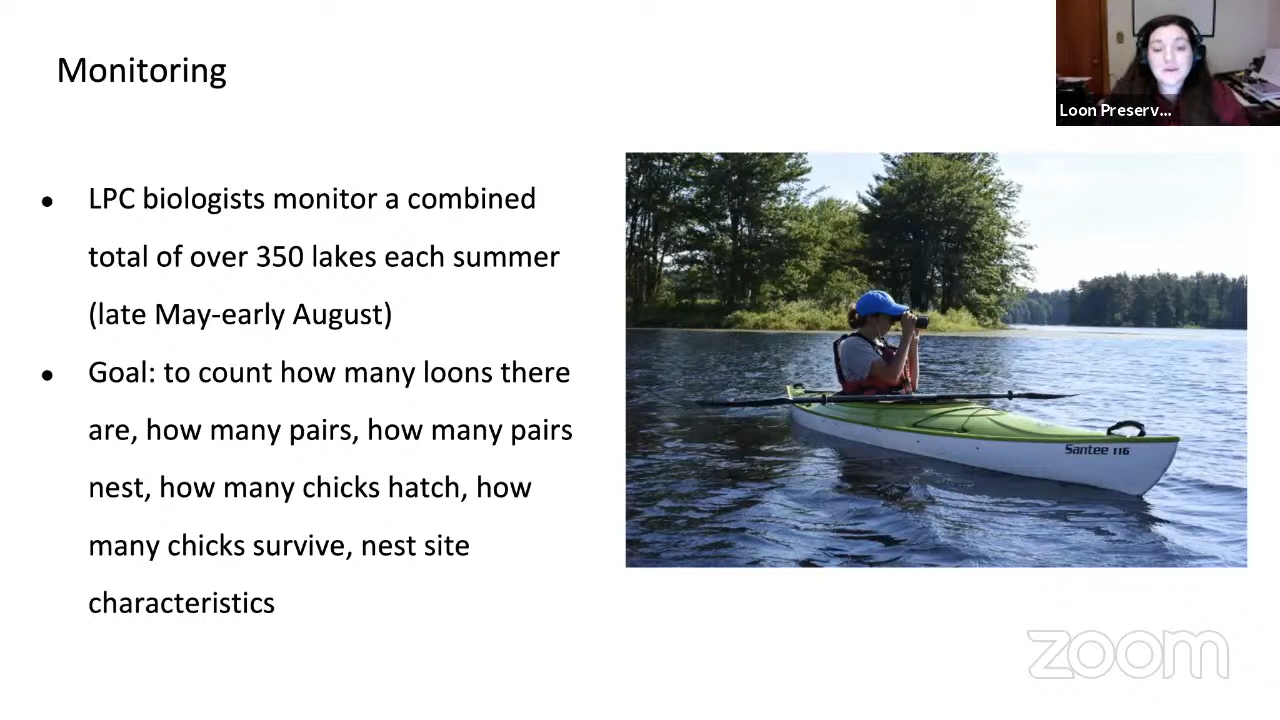 Monitoring
Loon Preserv...
● LPC biologists monitor a combined
total of over 350 lakes each summer
(late May-early August)
● Goal: to count how many loons there
are, how many pairs, how many pairs
nest, how many chicks hatch, how
many chicks survive, nest site
characteristics
Santee 116
zoom